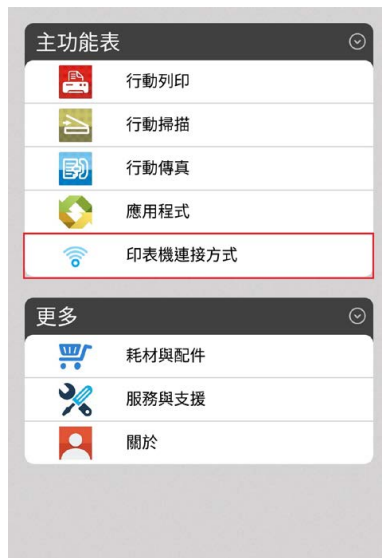 主功能表
行動列印
行動掃描
行動傳真
應用程式
印表機連接方式
更多
耗材與配件
服務與支援
關於